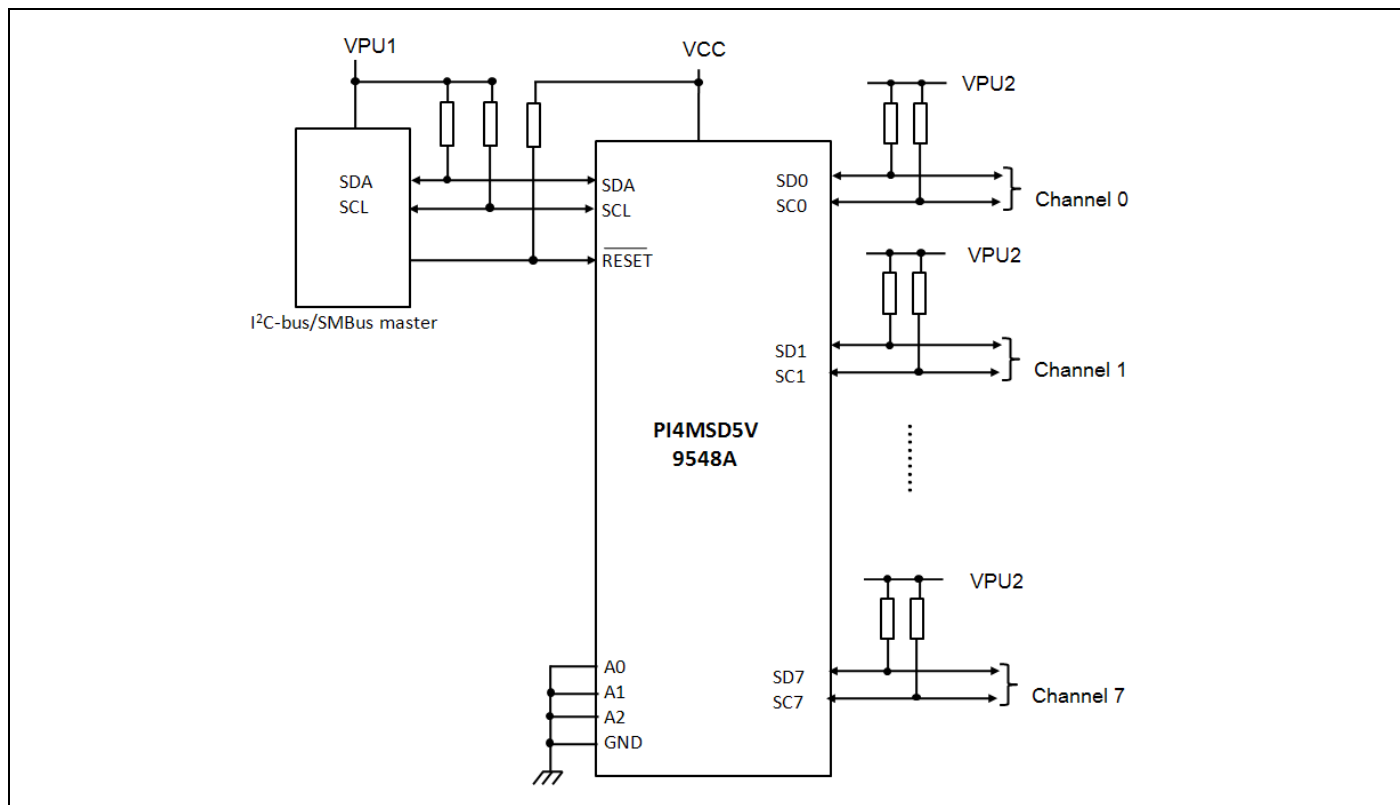 VPU1
VCC
VPU2
SDA
SCL
I²C-bus/SMBus master
SDA
SCL
RESET
SD0
SC0
Channel 0
VPU2
SD1
SC1
Channel 1
PI4MSD5V
9548A
VPU2
A0
A1
A2
GND
SD7
SC7
Channel 7